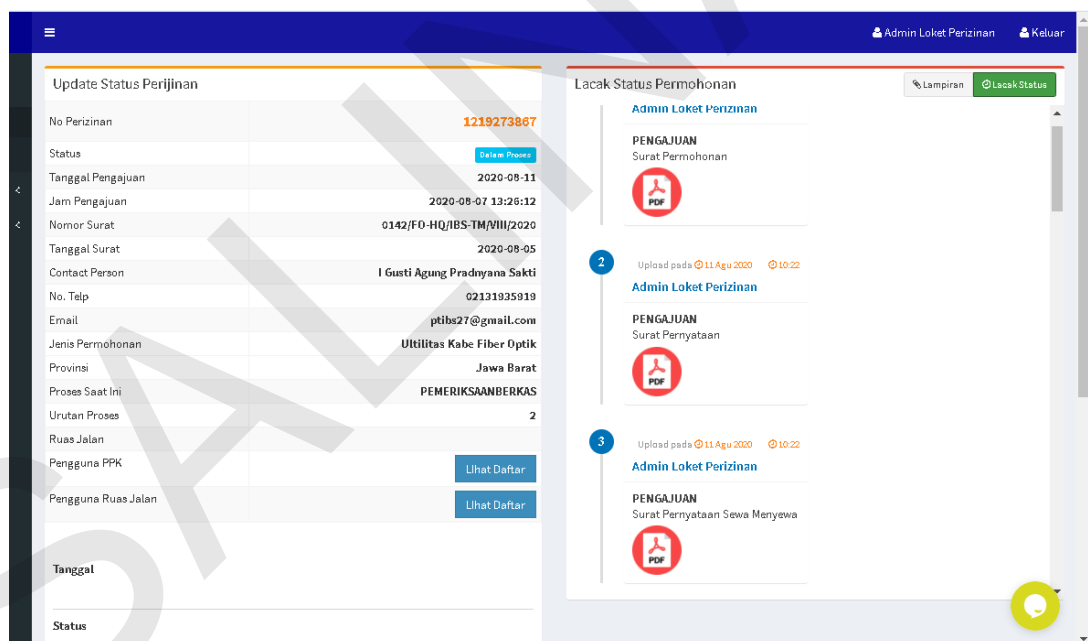 Admin Loket Perizinan
Keluar
Update Status Perijinan
No Perizinan 1219273867
Status Dalam Proses
Tanggal Pengajuan 2020-08-11
Jam Pengajuan 2020-08-07 13:26:12
Nomor Surat 0142/FO-HQ/IBS-TM/VIII/2020
Tanggal Surat 2020-08-05
Contact Person I Gusti Agung Pradnyana Sakti
No. Telp 02131935919
Email ptibs27@gmail.com
Jenis Permohonan Ultilitas Kabe Fiber Optik
Provinsi Jawa Barat
Proses Saat Ini PEMERIKSAANBERKAS
Urutan Proses 2
Ruas Jalan
Pengguna PPK Lihat Daftar
Pengguna Ruas Jalan Lihat Daftar
Tanggal
Status
Lacak Status Permohonan
Lampiran
Lacak Status
Admin Loket Perizinan
PENGAJUAN
Surat Permohonan
PDF
2
Upload pada 11 Agu 2020 10:22
Admin Loket Perizinan
PENGAJUAN
Surat Pernyataan
PDF
3
Upload pada 11 Agu 2020 10:22
Admin Loket Perizinan
PENGAJUAN
Surat Pernyataan Sewa Menyewa
PDF
SALIN